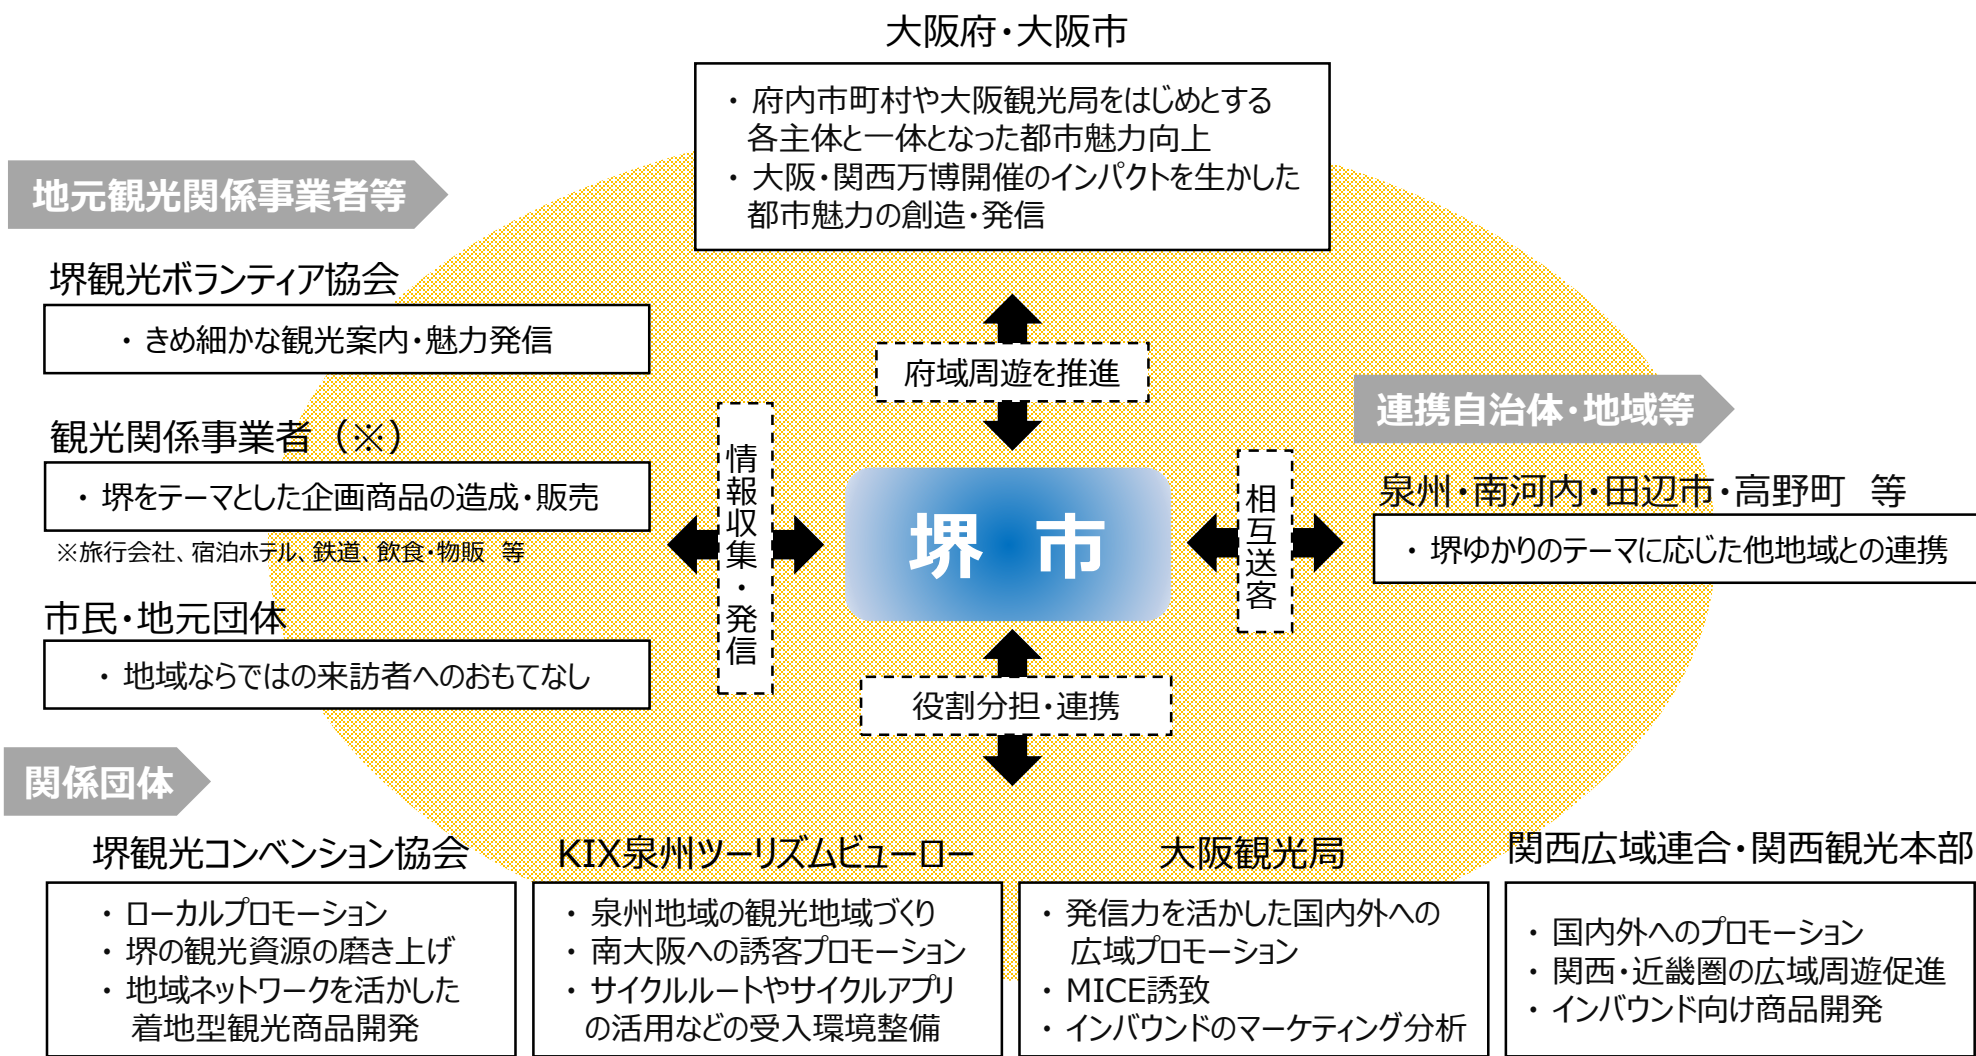 大阪府・大阪市
・ 府内市町村や大阪観光局をはじめとする
各主体と一体となった都市魅力向上
・ 大阪・関西万博開催のインパクトを生かした
都市魅力の創造・発信
地元観光関係事業者等
堺観光ボランティア協会
・ きめ細かな観光案内・魅力発信
観光関係事業者（※）
・ 堺をテーマとした企画商品の造成・販売
※旅行会社、宿泊ホテル、鉄道、飲食・物販　等
市民・地元団体
・ 地域ならではの来訪者へのおもてなし
府域周遊を推進
情報収集・発信
堺　市
相互送客
役割分担・連携
連携自治体・地域等
泉州・南河内・田辺市・高野町　等
・ 堺ゆかりのテーマに応じた他地域との連携
関係団体
堺観光コンベンション協会
・ ローカルプロモーション
・ 堺の観光資源の磨き上げ
・ 地域ネットワークを活かした
着地型観光商品開発
KIX泉州ツーリズムビューロー
・ 泉州地域の観光地域づくり
・ 南大阪への誘客プロモーション
・ サイクルルートやサイクルアプリ
の活用などの受入環境整備
大阪観光局
・ 発信力を活かした国内外への
広域プロモーション
・ MICE誘致
・ インバウンドのマーケティング分析
関西広域連合・関西観光本部
・ 国内外へのプロモーション
・ 関西・近畿圏の広域周遊促進
・ インバウンド向け商品開発